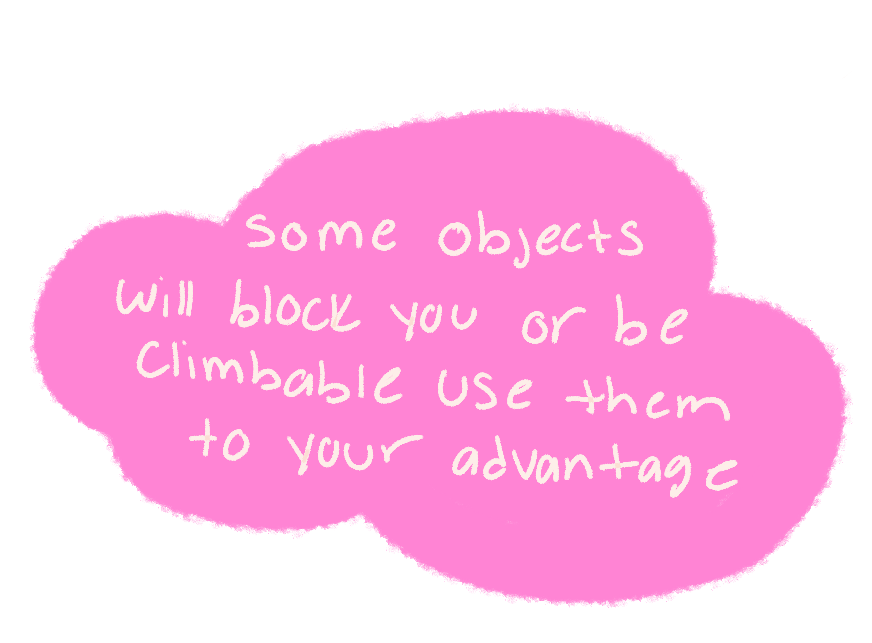 some objects
will block you or be
climbable use them
to your advantage